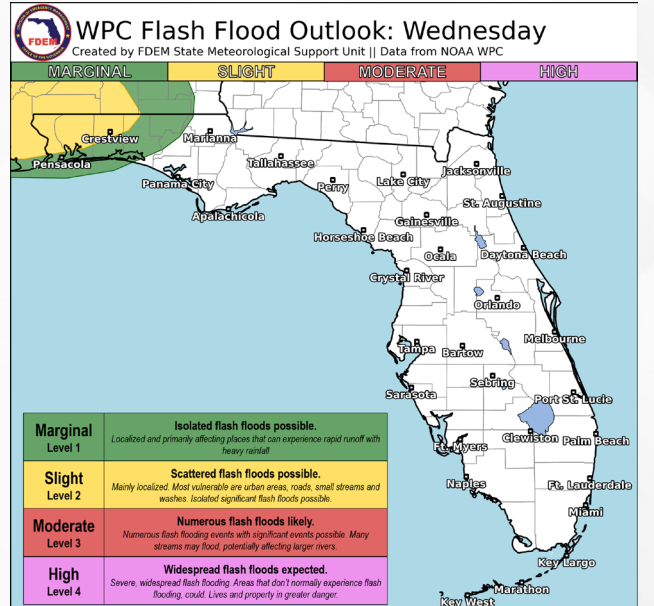 FDEM
WPC Flash Flood Outlook: Wednesday
Created by FDEM State Meteorological Support Unit || Data from NOAA WPC
MARGINAL
SLIGHT
MODERATE
HIGH
Crestview
Marianna
Pensacola
Tallahassee
Jacksonville
Panama City
Perry
Lake City
Apalachicola
St. Augustine
Gainesville
Horseshoe Beach
Ocala
Daytona Beach
Crystal River
Orlando
Melbourne
Tampa
Bartow
Sebring
Sarasota
Port St. Lucie
Clewiston
Palm Beach
Ft. Myers
Naples
Ft. Lauderdale
Miami
Key Largo
Marathon
Key West
Marginal
Level 1
Isolated flash floods possible.
Localized and primarily affecting places that can experience rapid runoff with
heavy rainfall
Slight
Level 2
Scattered flash floods possible.
Mainly localized. Most vulnerable are urban areas, roads, small streams and
washes. Isolated significant flash floods possible.
Moderate
Level 3
Numerous flash floods likely.
Numerous flash flooding events with significant events possible. Many
streams may flood, potentially affecting larger rivers.
High
Level 4
Widespread flash floods expected.
Severe, widespread flash flooding. Areas that don't normally experience flash
flooding, could. Lives and property in greater danger.